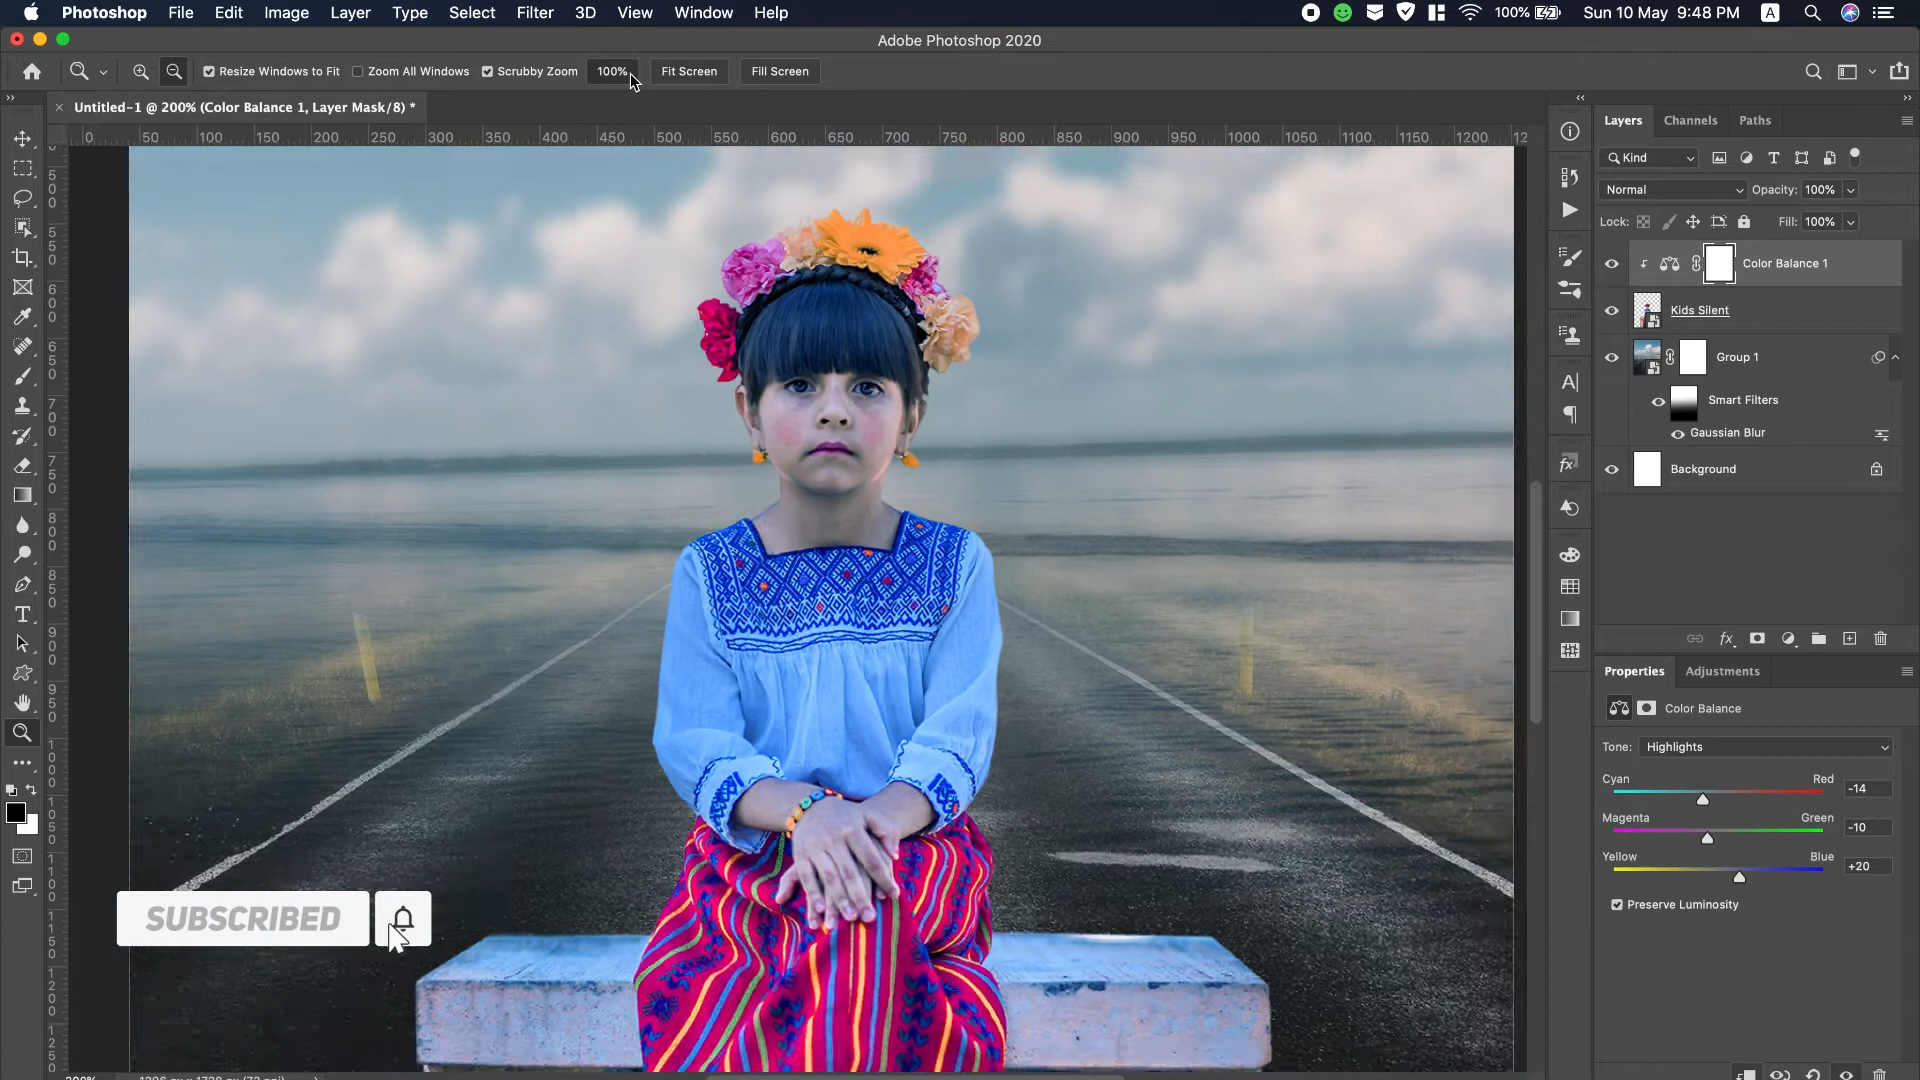 Photoshop File Edit Image Layer Type Select Filter 3D View Window Help 100% Sun 10 May 9:48 PM A
Adobe Photoshop 2020
Resize Windows to Fit Zoom All Windows Scrubby Zoom 100% Fit Screen Fill Screen
Untitled-1 @ 200% (Color Balance 1, Layer Mask/8) *
0 50 100 150 200 250 300 350 400 450 500 550 600 650 700 750 800 850 900 950 1000 1050 1100 1150 1200 12
Layers Channels Paths
Kind
Normal Opacity: 100%
Lock: Fill: 100%
Color Balance 1
Kids Silent
Group 1
Smart Filters
Gaussian Blur
Background
Properties Adjustments
Color Balance
Tone: Highlights
Cyan Red -14
Magenta Green -10
Yellow Blue +20
Preserve Luminosity
SUBSCRIBED